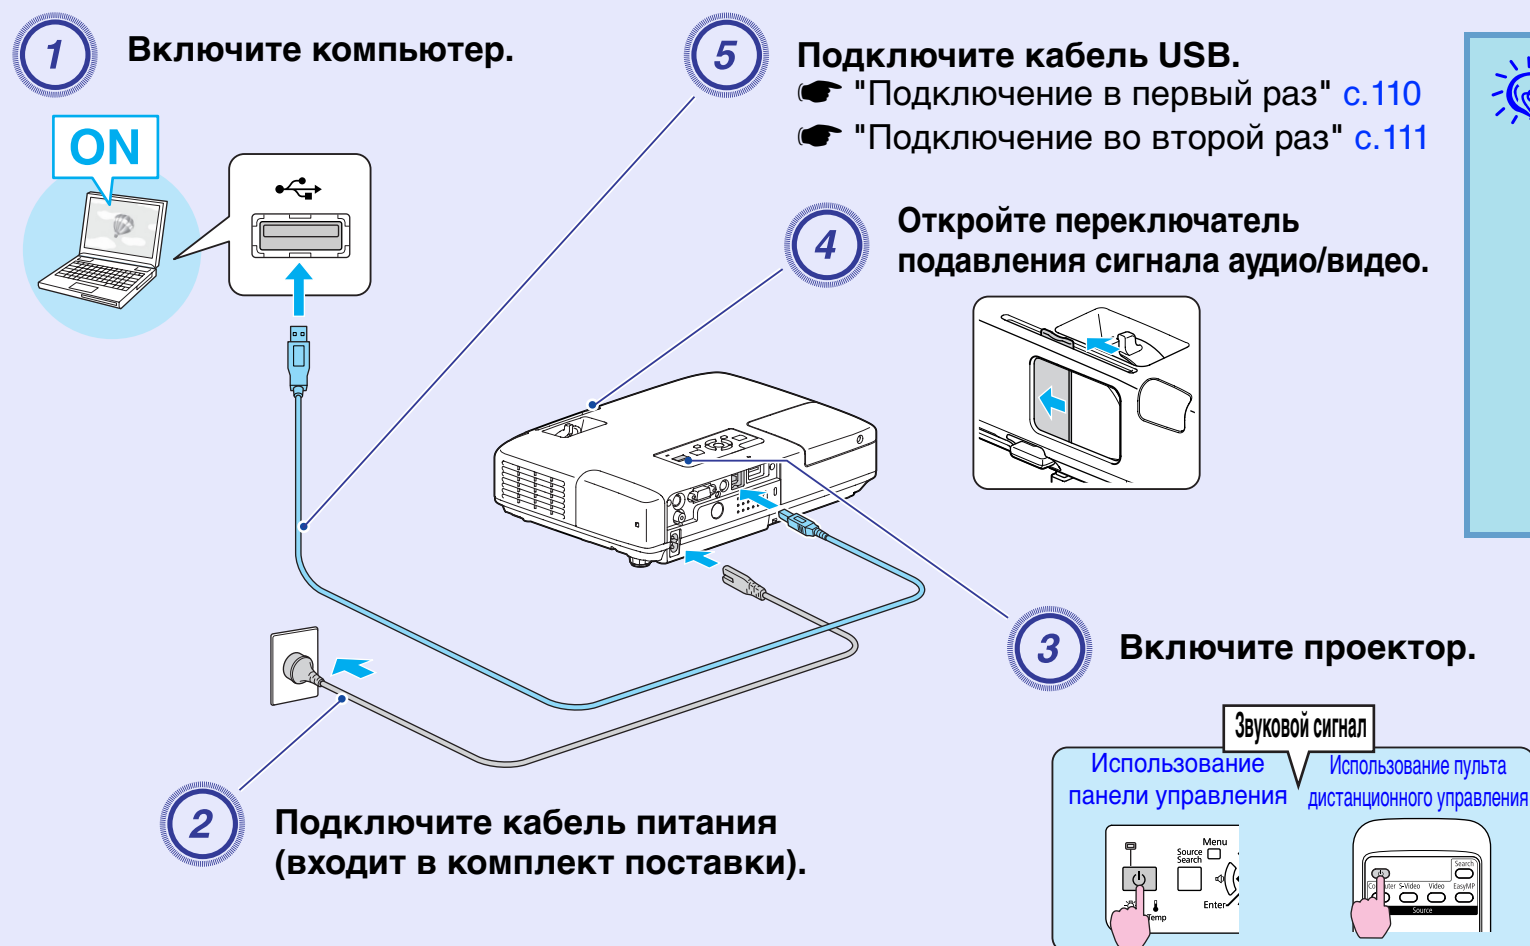 1
Включите компьютер.
ON
5
Подключите кабель USB.
"Подключение в первый раз" с.110
"Подключение во второй раз" с.111
4
Откройте переключатель
подавления сигнала аудио/видео.
3
Включите проектор.
2
Подключите кабель питания
(входит в комплект поставки).
Звуковой сигнал
Использование
панели управления
Menu
Source
Search
Enter
Temp
Использование пульта
дистанционного управления
Search
Computer S-Video Video EasyMP
Source